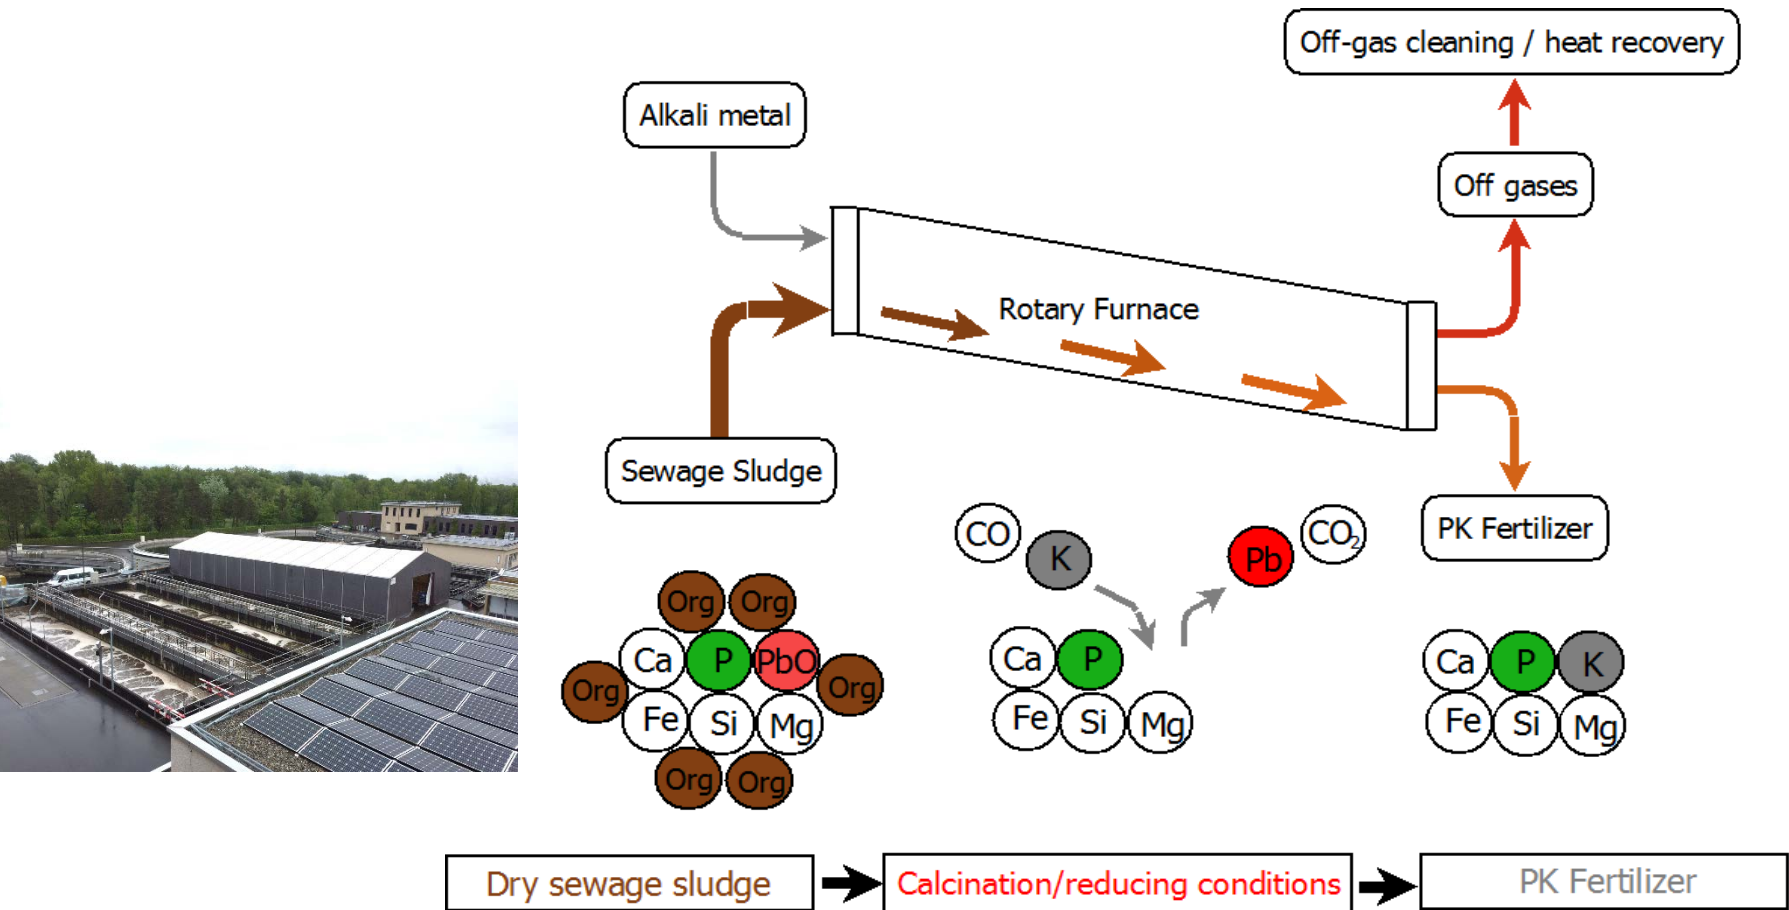 Off-gas cleaning / heat recovery
Alkali metal
Off gases
Rotary Furnace
Sewage Sludge
PK Fertilizer
CO
K
Pb
CO₂
Org
Org
Ca
P
PbO
Org
Org
Fe
Si
Mg
Org
Org
Ca
P
Fe
Si
Mg
Ca
P
K
Fe
Si
Mg
Dry sewage sludge
Calcination/reducing conditions
PK Fertilizer